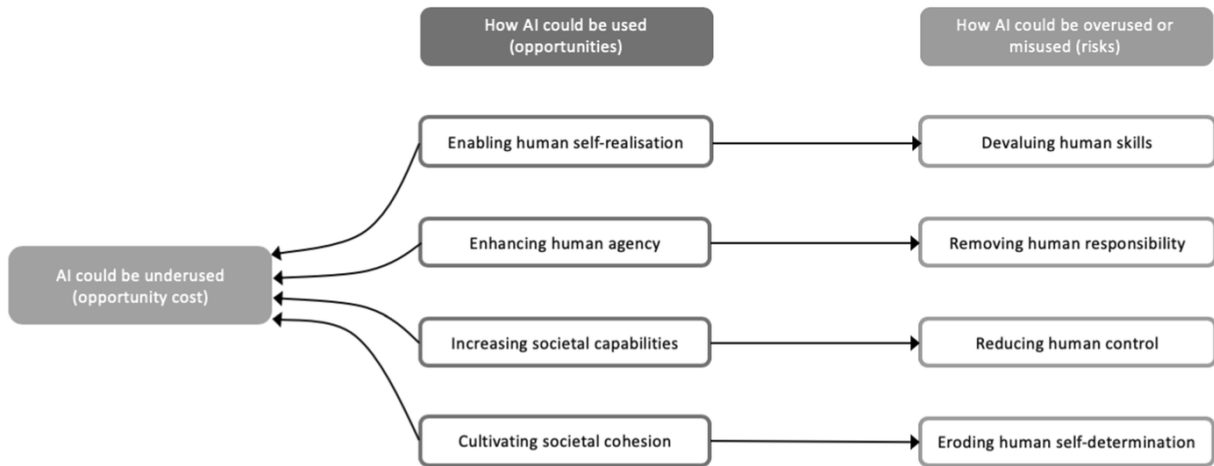 How AI could be used
(opportunities)
How AI could be overused or
misused (risks)
Enabling human self-realisation
Devaluing human skills
Enhancing human agency
Removing human responsibility
AI could be underused
(opportunity cost)
Increasing societal capabilities
Reducing human control
Cultivating societal cohesion
Eroding human self-determination